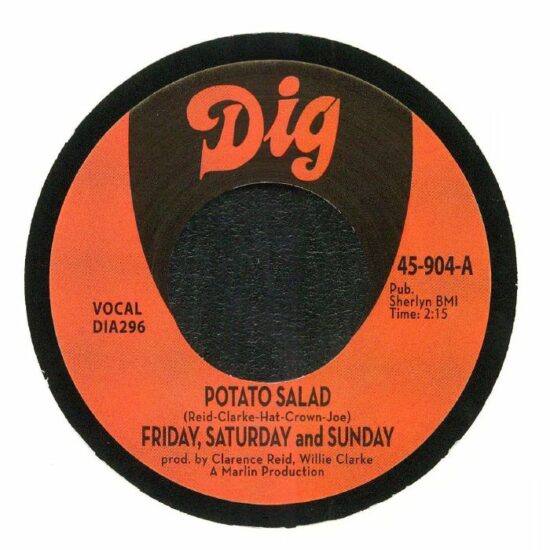 Dig
45-904-A
Pub.
Sherlyn BMI
Time: 2:15
VOCAL
DIA296
POTATO SALAD
(Reid-Clarke-Hat-Crown-Joe)
FRIDAY, SATURDAY and SUNDAY
prod. by Clarence Reid, Willie Clarke
A Marlin Production